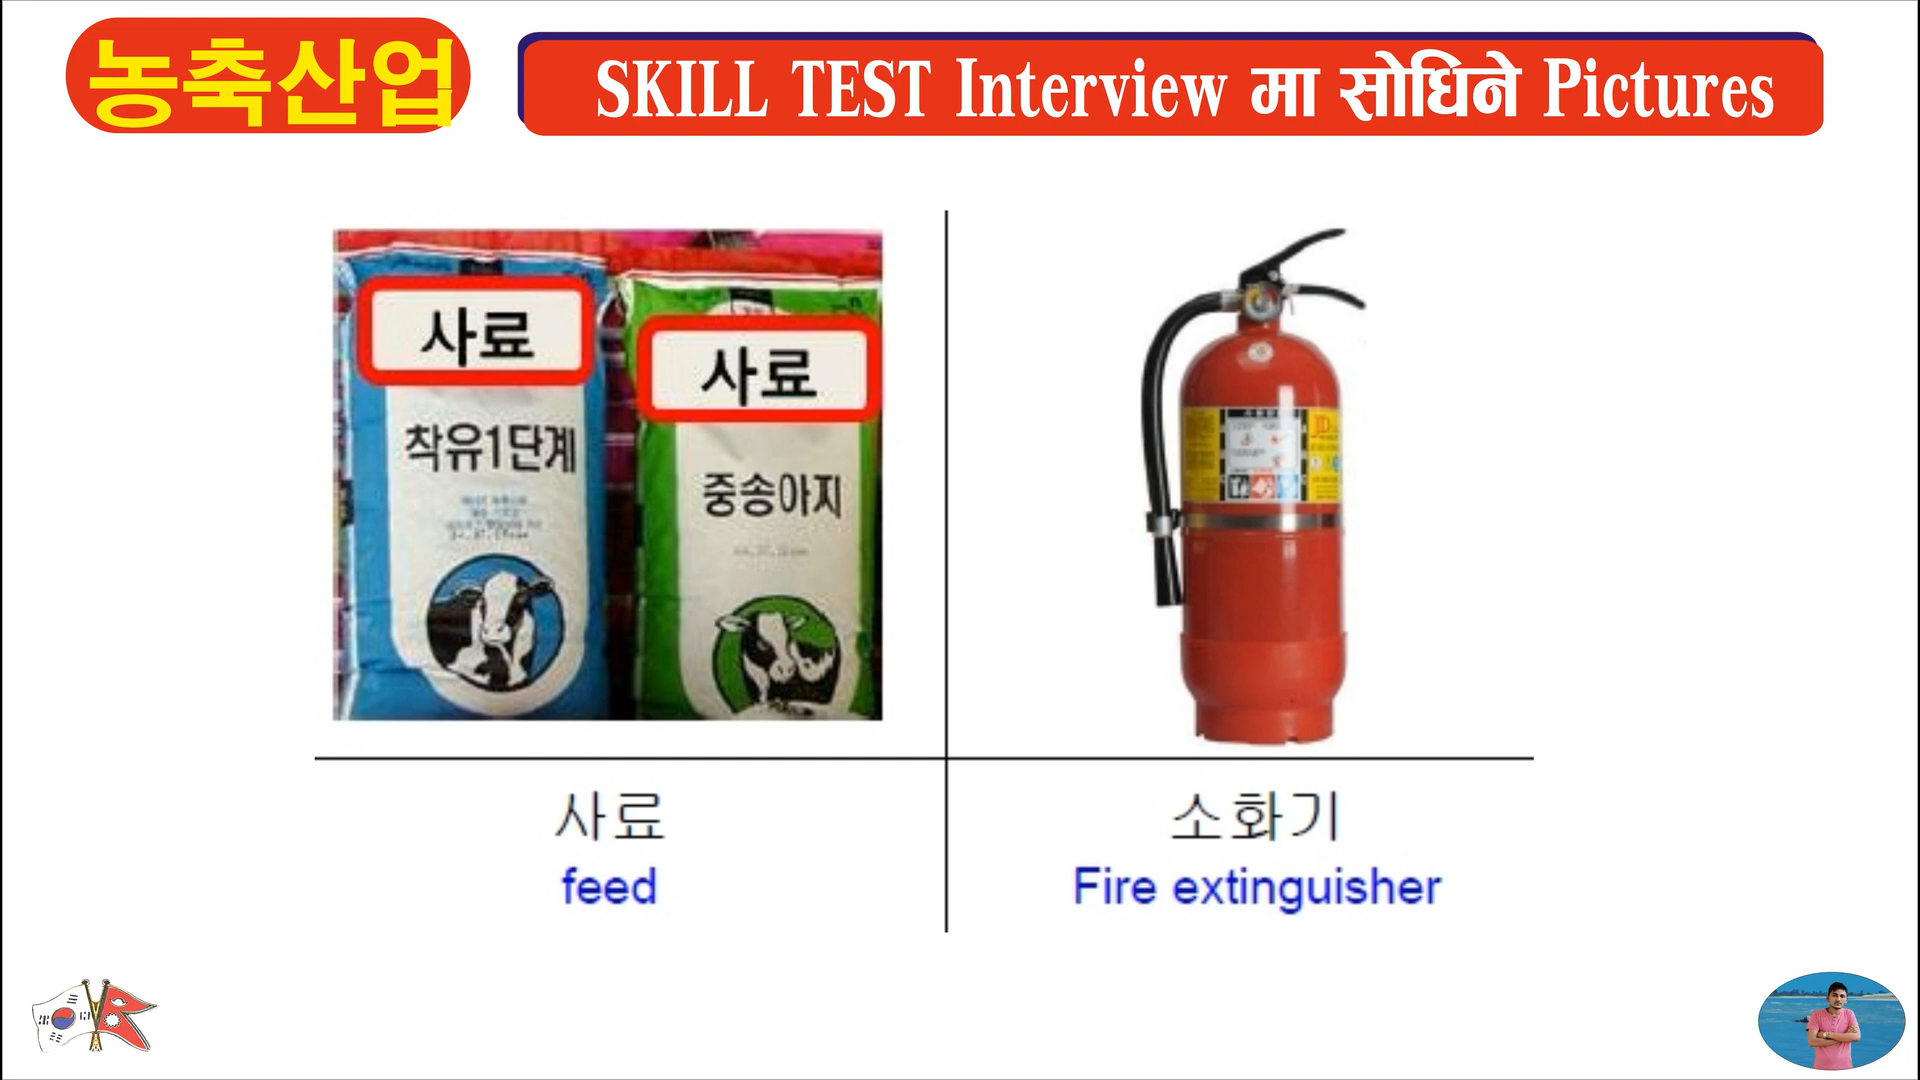 농축산업
SKILL TEST Interview मा सोधिने Pictures
사료
사료
착유1단계
중송아지
JD
사료
feed
소화기
Fire extinguisher